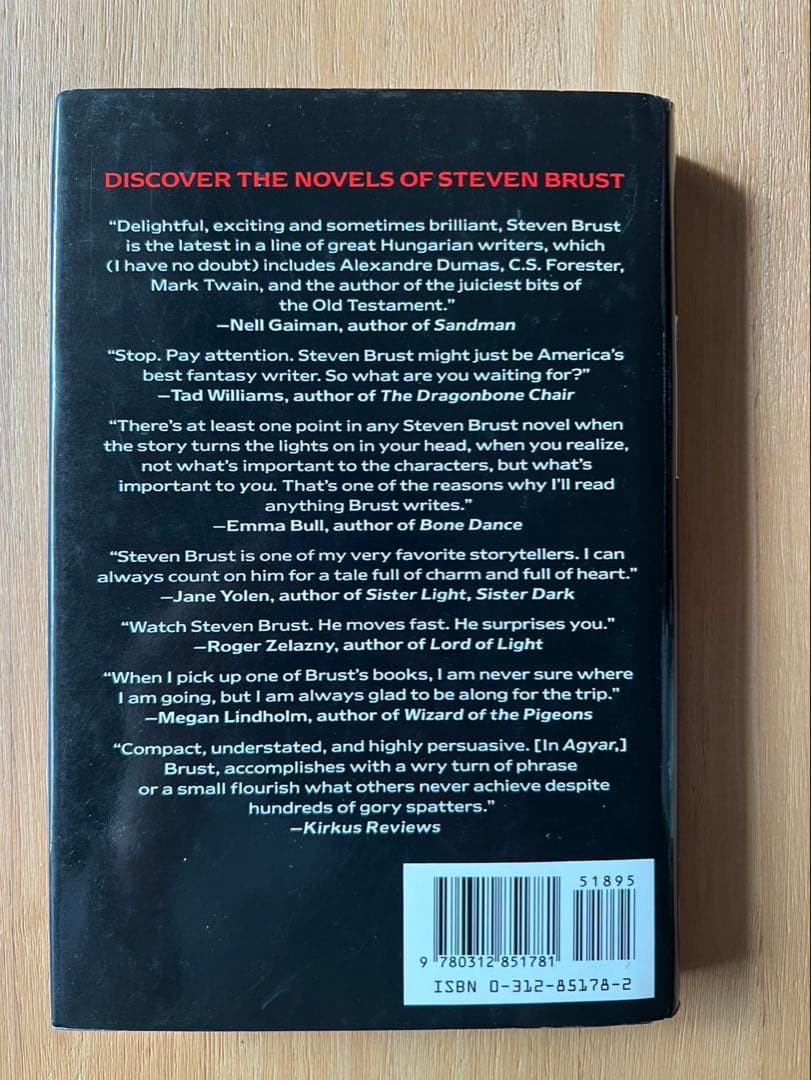 DISCOVER THE NOVELS OF STEVEN BRUST
“Delightful, exciting and sometimes brilliant, Steven Brust
is the latest in a line of great Hungarian writers, which
(I have no doubt) includes Alexandre Dumas, C.S. Forester,
Mark Twain, and the author of the juiciest bits of
the Old Testament.”
—Nell Gaiman, author of Sandman
“Stop. Pay attention. Steven Brust might just be America’s
best fantasy writer. So what are you waiting for?”
—Tad Williams, author of The Dragonbone Chair
“There’s at least one point in any Steven Brust novel when
the story turns the lights on in your head, when you realize,
not what’s important to the characters, but what’s
important to you. That’s one of the reasons why I’ll read
anything Brust writes.”
—Emma Bull, author of Bone Dance
“Steven Brust is one of my very favorite storytellers. I can
always count on him for a tale full of charm and full of heart.”
—Jane Yolen, author of Sister Light, Sister Dark
“Watch Steven Brust. He moves fast. He surprises you.”
—Roger Zelazny, author of Lord of Light
“When I pick up one of Brust’s books, I am never sure where
I am going, but I am always glad to be along for the trip.”
—Megan Lindholm, author of Wizard of the Pigeons
“Compact, understated, and highly persuasive. [In Agyar,]
Brust, accomplishes with a wry turn of phrase
or a small flourish what others never achieve despite
hundreds of gory spatters.”
—Kirkus Reviews
51895
9 780312 851781
ISBN 0-312-85178-2